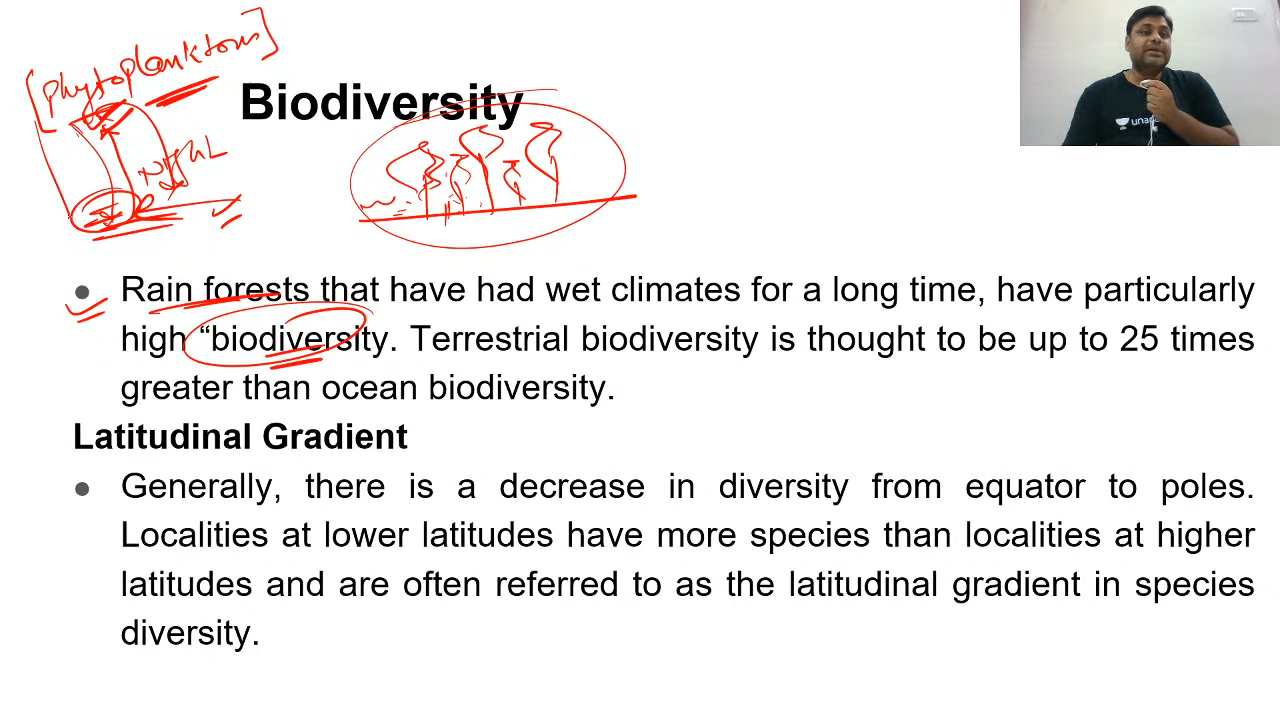 [phytoplanktons]
Biodiversity
una
● Rain forests that have had wet climates for a long time, have particularly
high “biodiversity. Terrestrial biodiversity is thought to be up to 25 times
greater than ocean biodiversity.
Latitudinal Gradient
● Generally, there is a decrease in diversity from equator to poles.
Localities at lower latitudes have more species than localities at higher
latitudes and are often referred to as the latitudinal gradient in species
diversity.